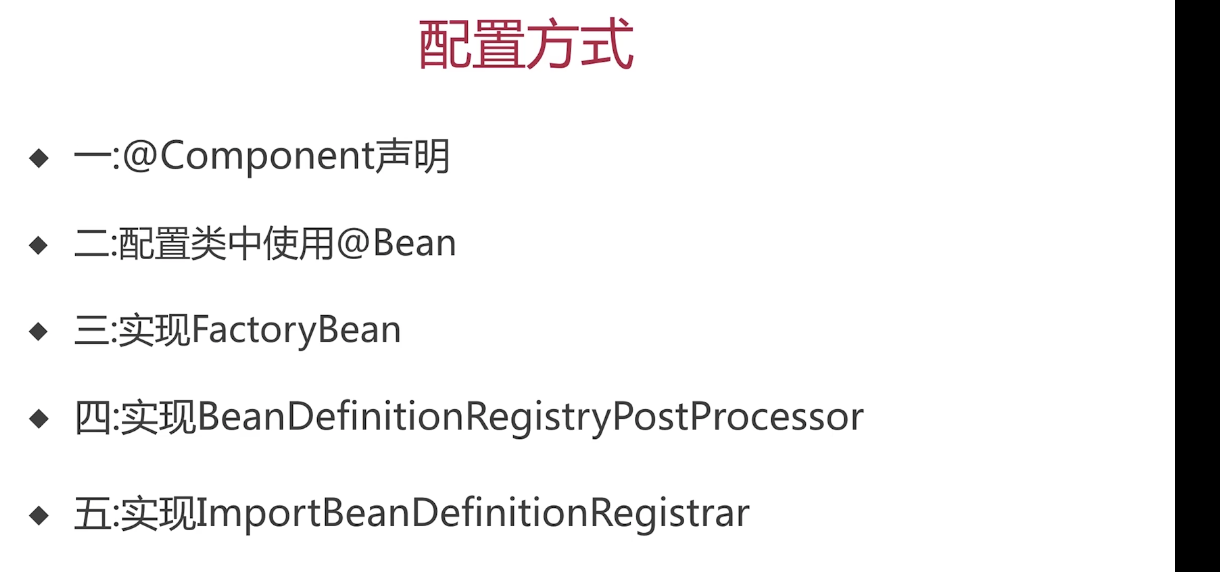 配置方式
◆ 一:@Component声明
◆ 二:配置类中使用@Bean
◆ 三:实现FactoryBean
◆ 四:实现BeanDefinitionRegistryPostProcessor
◆ 五:实现ImportBeanDefinitionRegistrar